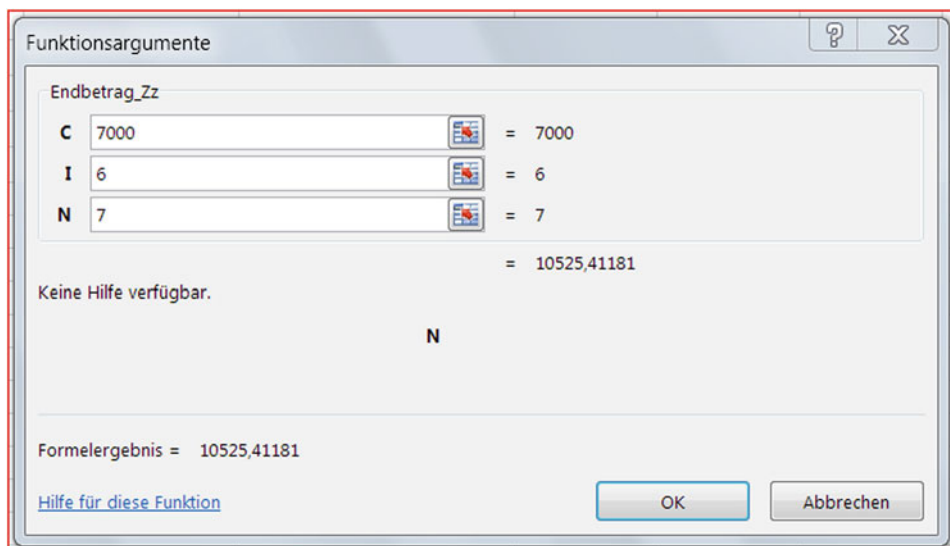 Funktionsargumente
Endbetrag_Zz
C 7000 = 7000
I 6 = 6
N 7 = 7
= 10525,41181
Keine Hilfe verfügbar.
N
Formelergebnis = 10525,41181
Hilfe für diese Funktion OK Abbrechen